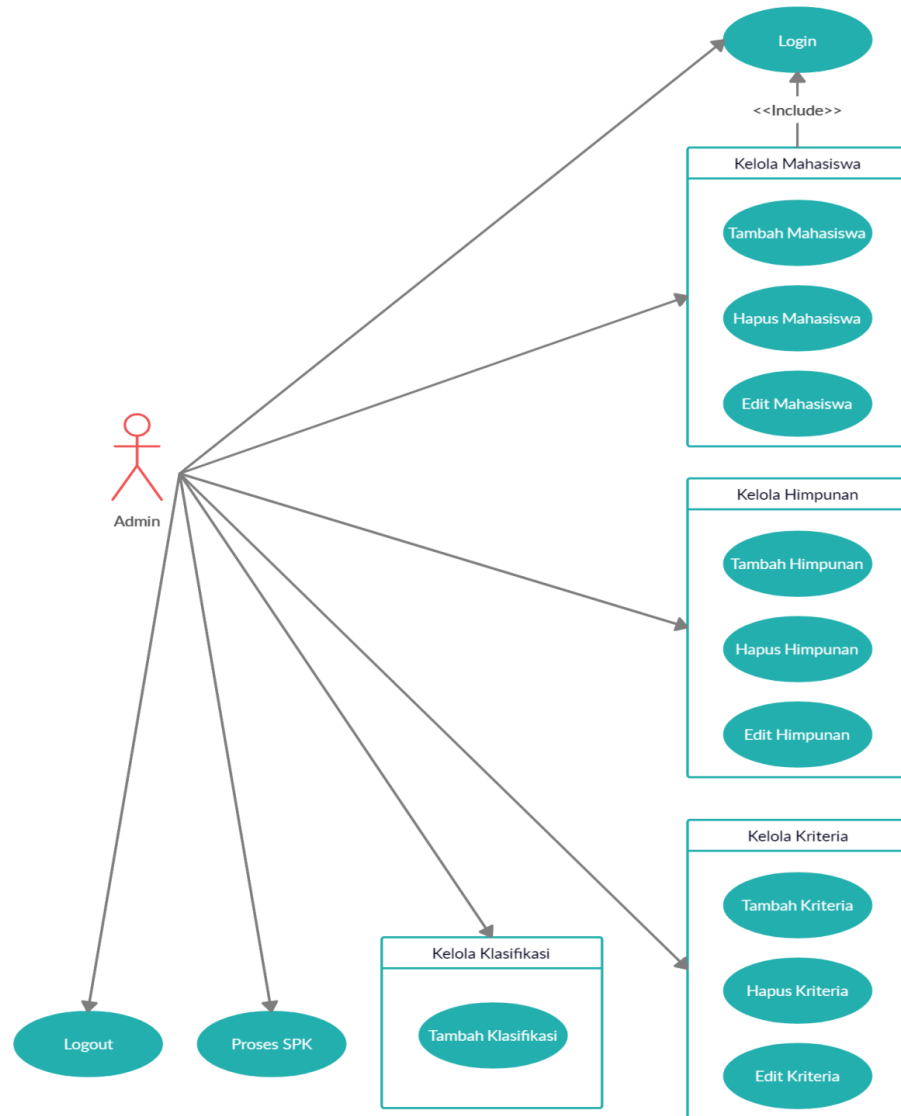 Login
<<Include>>
Kelola Mahasiswa
Tambah Mahasiswa
Hapus Mahasiswa
Edit Mahasiswa
Admin
Kelola Himpunan
Tambah Himpunan
Hapus Himpunan
Edit Himpunan
Kelola Kriteria
Tambah Kriteria
Hapus Kriteria
Edit Kriteria
Kelola Klasifikasi
Tambah Klasifikasi
Logout
Proses SPK